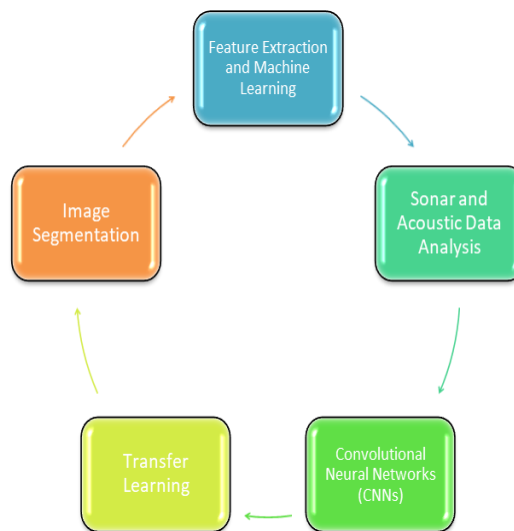 Feature Extraction
and Machine
Learning
Sonar and
Acoustic Data
Analysis
Convolutional
Neural Networks
(CNNs)
Transfer
Learning
Image
Segmentation